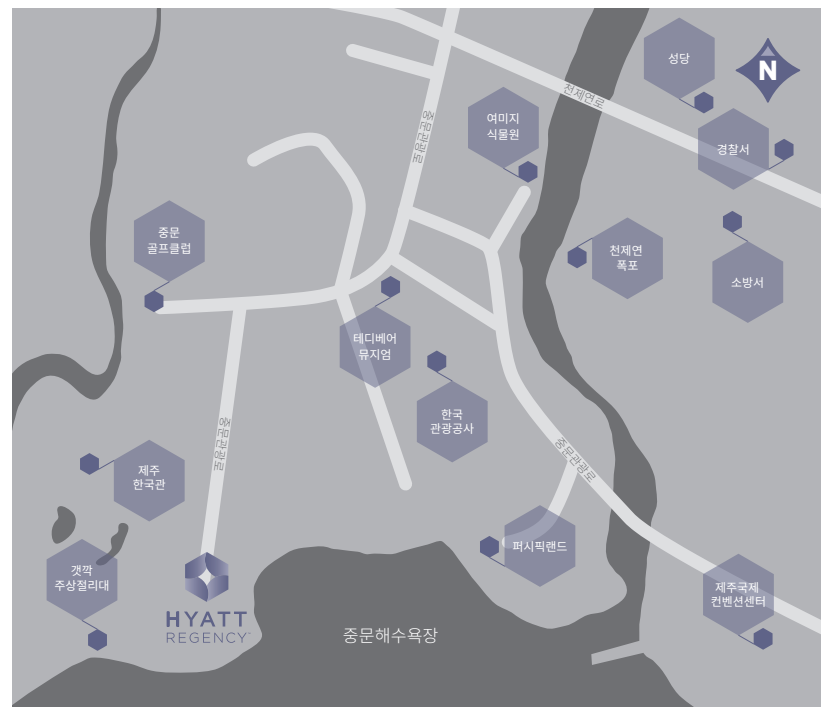 성당
N
천제연로
중문관광로
여미지
식물원
경찰서
중문
골프클럽
천제연
폭포
소방서
테디베어
뮤지엄
한국
관광공사
중문관광로
중문관광로
제주
한국관
퍼시픽랜드
갯깍
주상절리대
제주국제
컨벤션센터
HYATT
REGENCY™
중문해수욕장